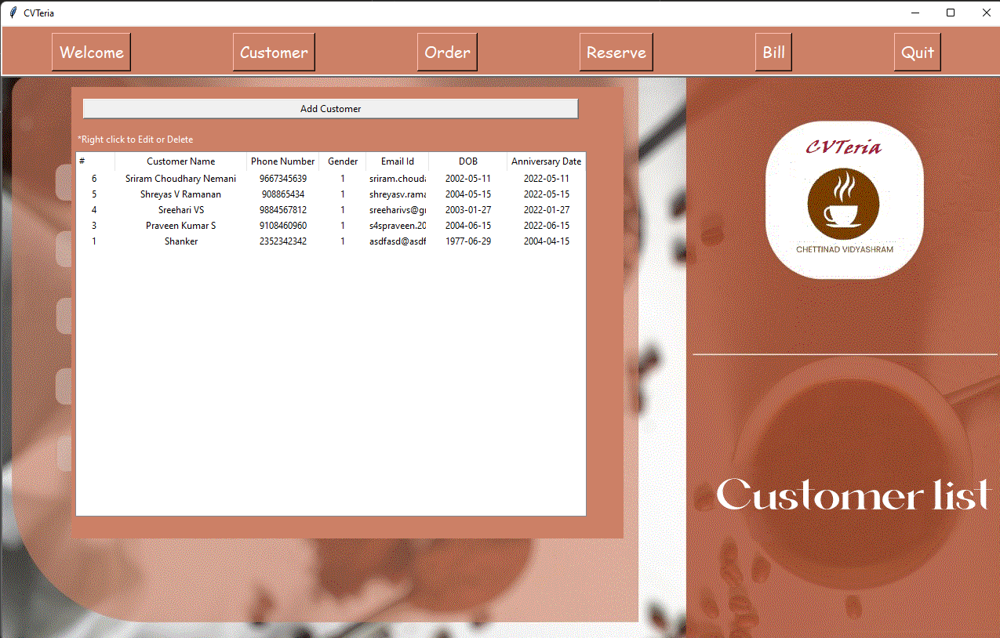 CVTeria
Welcome Customer Order Reserve Bill Quit
Add Customer
*Right click to Edit or Delete
# Customer Name Phone Number Gender Email Id DOB Anniversary Date
6 Sriram Choudhary Nemani 9667345639 1 sriram.chouda 2002-05-11 2022-05-11
5 Shreyas V Ramanan 908865434 1 shreyasv.rama 2004-05-15 2022-05-15
4 Sreehari VS 9884567812 1 sreeharivs@gr 2003-01-27 2022-01-27
3 Praveen Kumar S 9108460960 1 s4spraveen.20 2004-06-15 2022-06-15
1 Shanker 2352342342 1 asdfasd@asdf 1977-06-29 2004-04-15
CVTeria
CHETTINAD VIDYASHRAM
Customer list